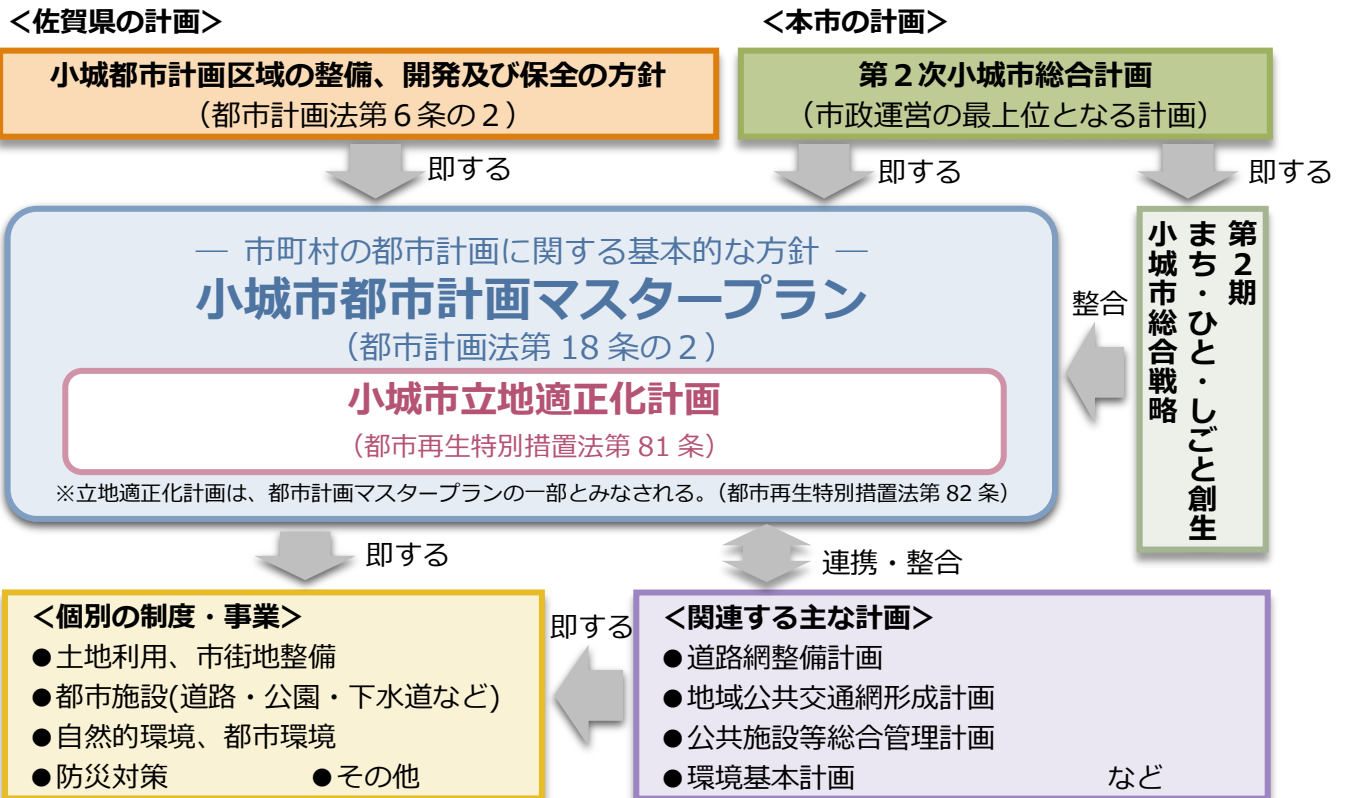 ＜佐賀県の計画＞
＜本市の計画＞
小城都市計画区域の整備、開発及び保全の方針
（都市計画法第６条の２）
第２次小城市総合計画
（市政運営の最上位となる計画）
即する
即する
即する
― 市町村の都市計画に関する基本的な方針 ―
小城市都市計画マスタープラン
（都市計画法第 18 条の２）
小城市立地適正化計画
（都市再生特別措置法第 81 条）
※立地適正化計画は、都市計画マスタープランの一部とみなされる。（都市再生特別措置法第 82 条）
整合
第２期
まち・ひと・しごと創生
小城市総合戦略
即する
連携・整合
＜個別の制度・事業＞
●土地利用、市街地整備
●都市施設(道路・公園・下水道など)
●自然的環境、都市環境
●防災対策 ●その他
即する
＜関連する主な計画＞
●道路網整備計画
●地域公共交通網形成計画
●公共施設等総合管理計画
●環境基本計画 など